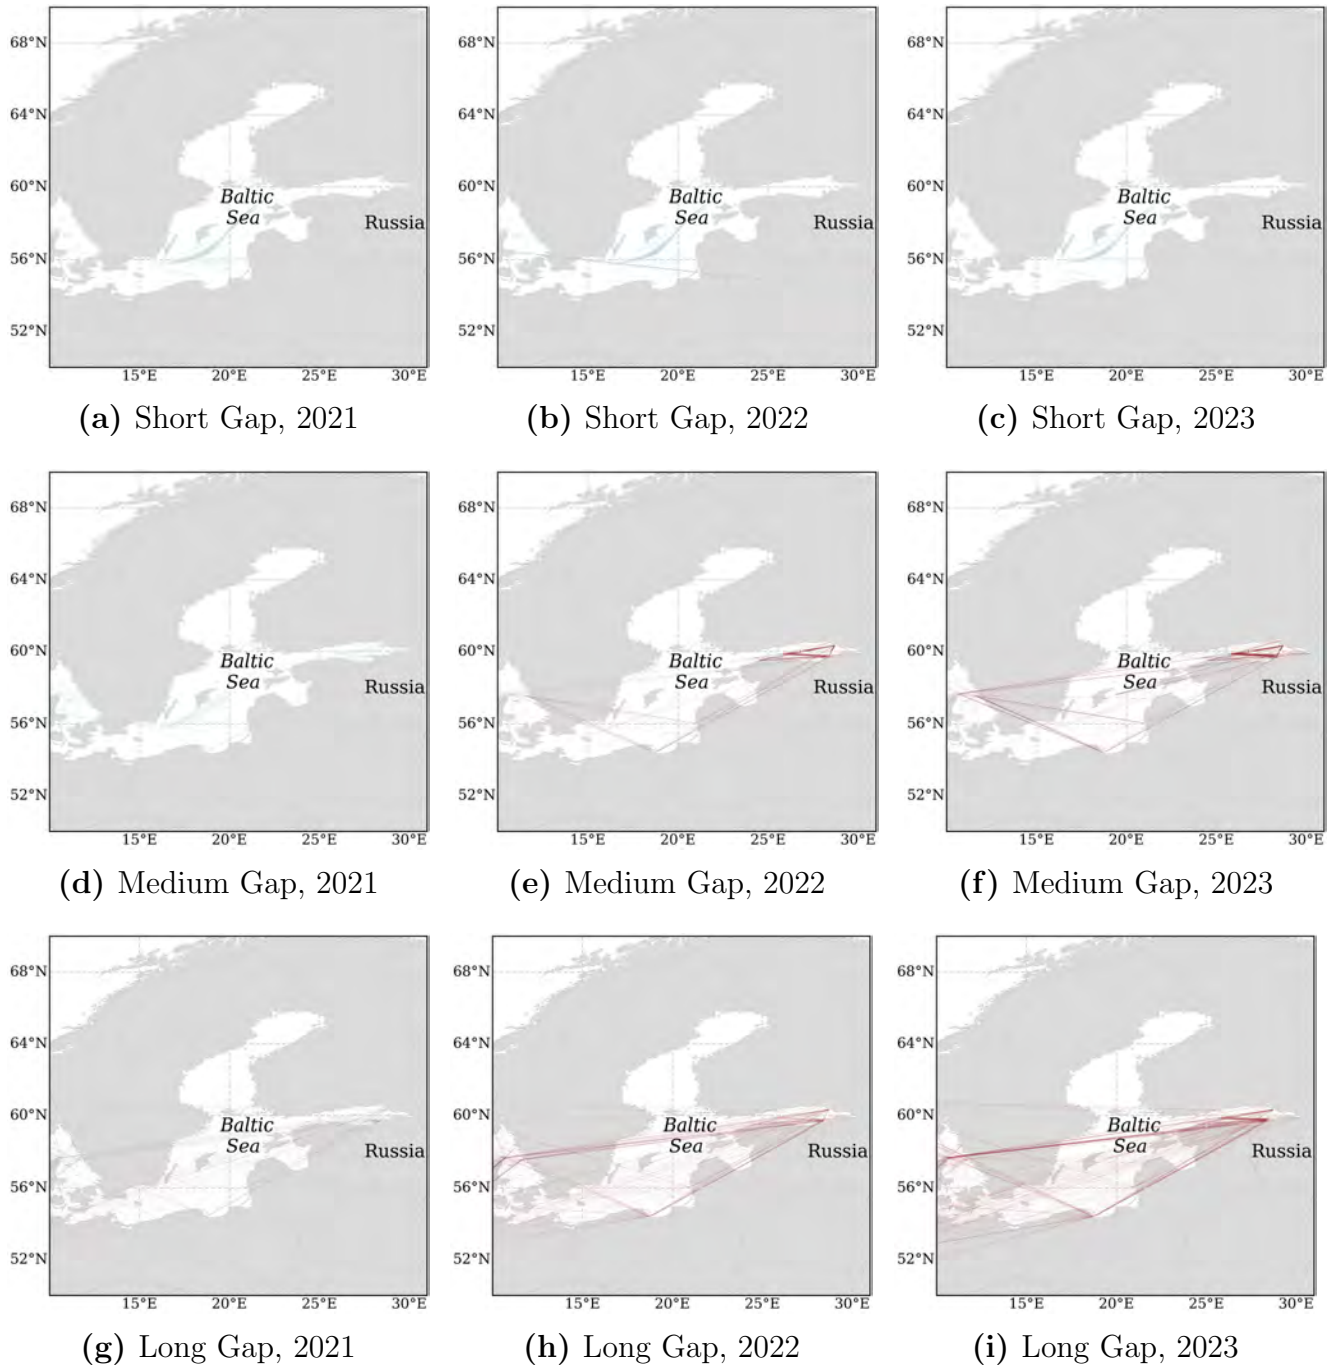 68°N
64°N
60°N
56°N
52°N
Baltic
Sea
Russia
15°E 20°E 25°E 30°E
(a) Short Gap, 2021
68°N
64°N
60°N
56°N
52°N
Baltic
Sea
Russia
15°E 20°E 25°E 30°E
(b) Short Gap, 2022
68°N
64°N
60°N
56°N
52°N
Baltic
Sea
Russia
15°E 20°E 25°E 30°E
(c) Short Gap, 2023
68°N
64°N
60°N
56°N
52°N
Baltic
Sea
Russia
15°E 20°E 25°E 30°E
(d) Medium Gap, 2021
68°N
64°N
60°N
56°N
52°N
Baltic
Sea
Russia
15°E 20°E 25°E 30°E
(e) Medium Gap, 2022
68°N
64°N
60°N
56°N
52°N
Baltic
Sea
Russia
15°E 20°E 25°E 30°E
(f) Medium Gap, 2023
68°N
64°N
60°N
56°N
52°N
Baltic
Sea
Russia
15°E 20°E 25°E 30°E
(g) Long Gap, 2021
68°N
64°N
60°N
56°N
52°N
Baltic
Sea
Russia
15°E 20°E 25°E 30°E
(h) Long Gap, 2022
68°N
64°N
60°N
56°N
52°N
Baltic
Sea
Russia
15°E 20°E 25°E 30°E
(i) Long Gap, 2023